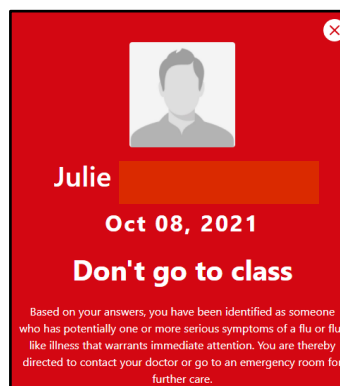 Julie
Oct 08, 2021
Don't go to class
Based on your answers, you have been identified as someone
who has potentially one or more serious symptoms of a flu or flu
like illness that warrants immediate attention. You are thereby
directed to contact your doctor or go to an emergency room for
further care.